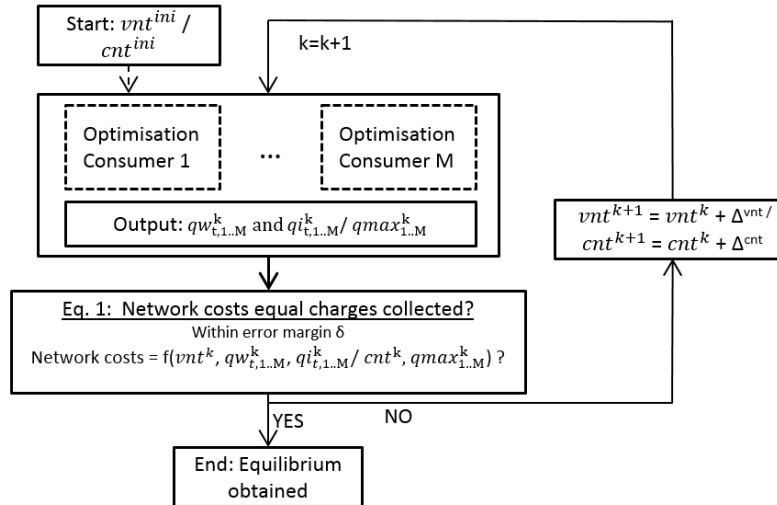 Start: vnt^ini /
cnt^ini
k=k+1
Optimisation
Consumer 1
...
Optimisation
Consumer M
Output: qw^k_t,1..M and qi^k_t,1..M / qmax^k_1..M
vnt^k+1 = vnt^k + Δ^vnt /
cnt^k+1 = cnt^k + Δ^cnt
Eq. 1: Network costs equal charges collected?
Within error margin δ
Network costs = f(vnt^k, qw^k_t,1..M, qi^k_t,1..M / cnt^k, qmax^k_1..M) ?
YES
NO
End: Equilibrium
obtained